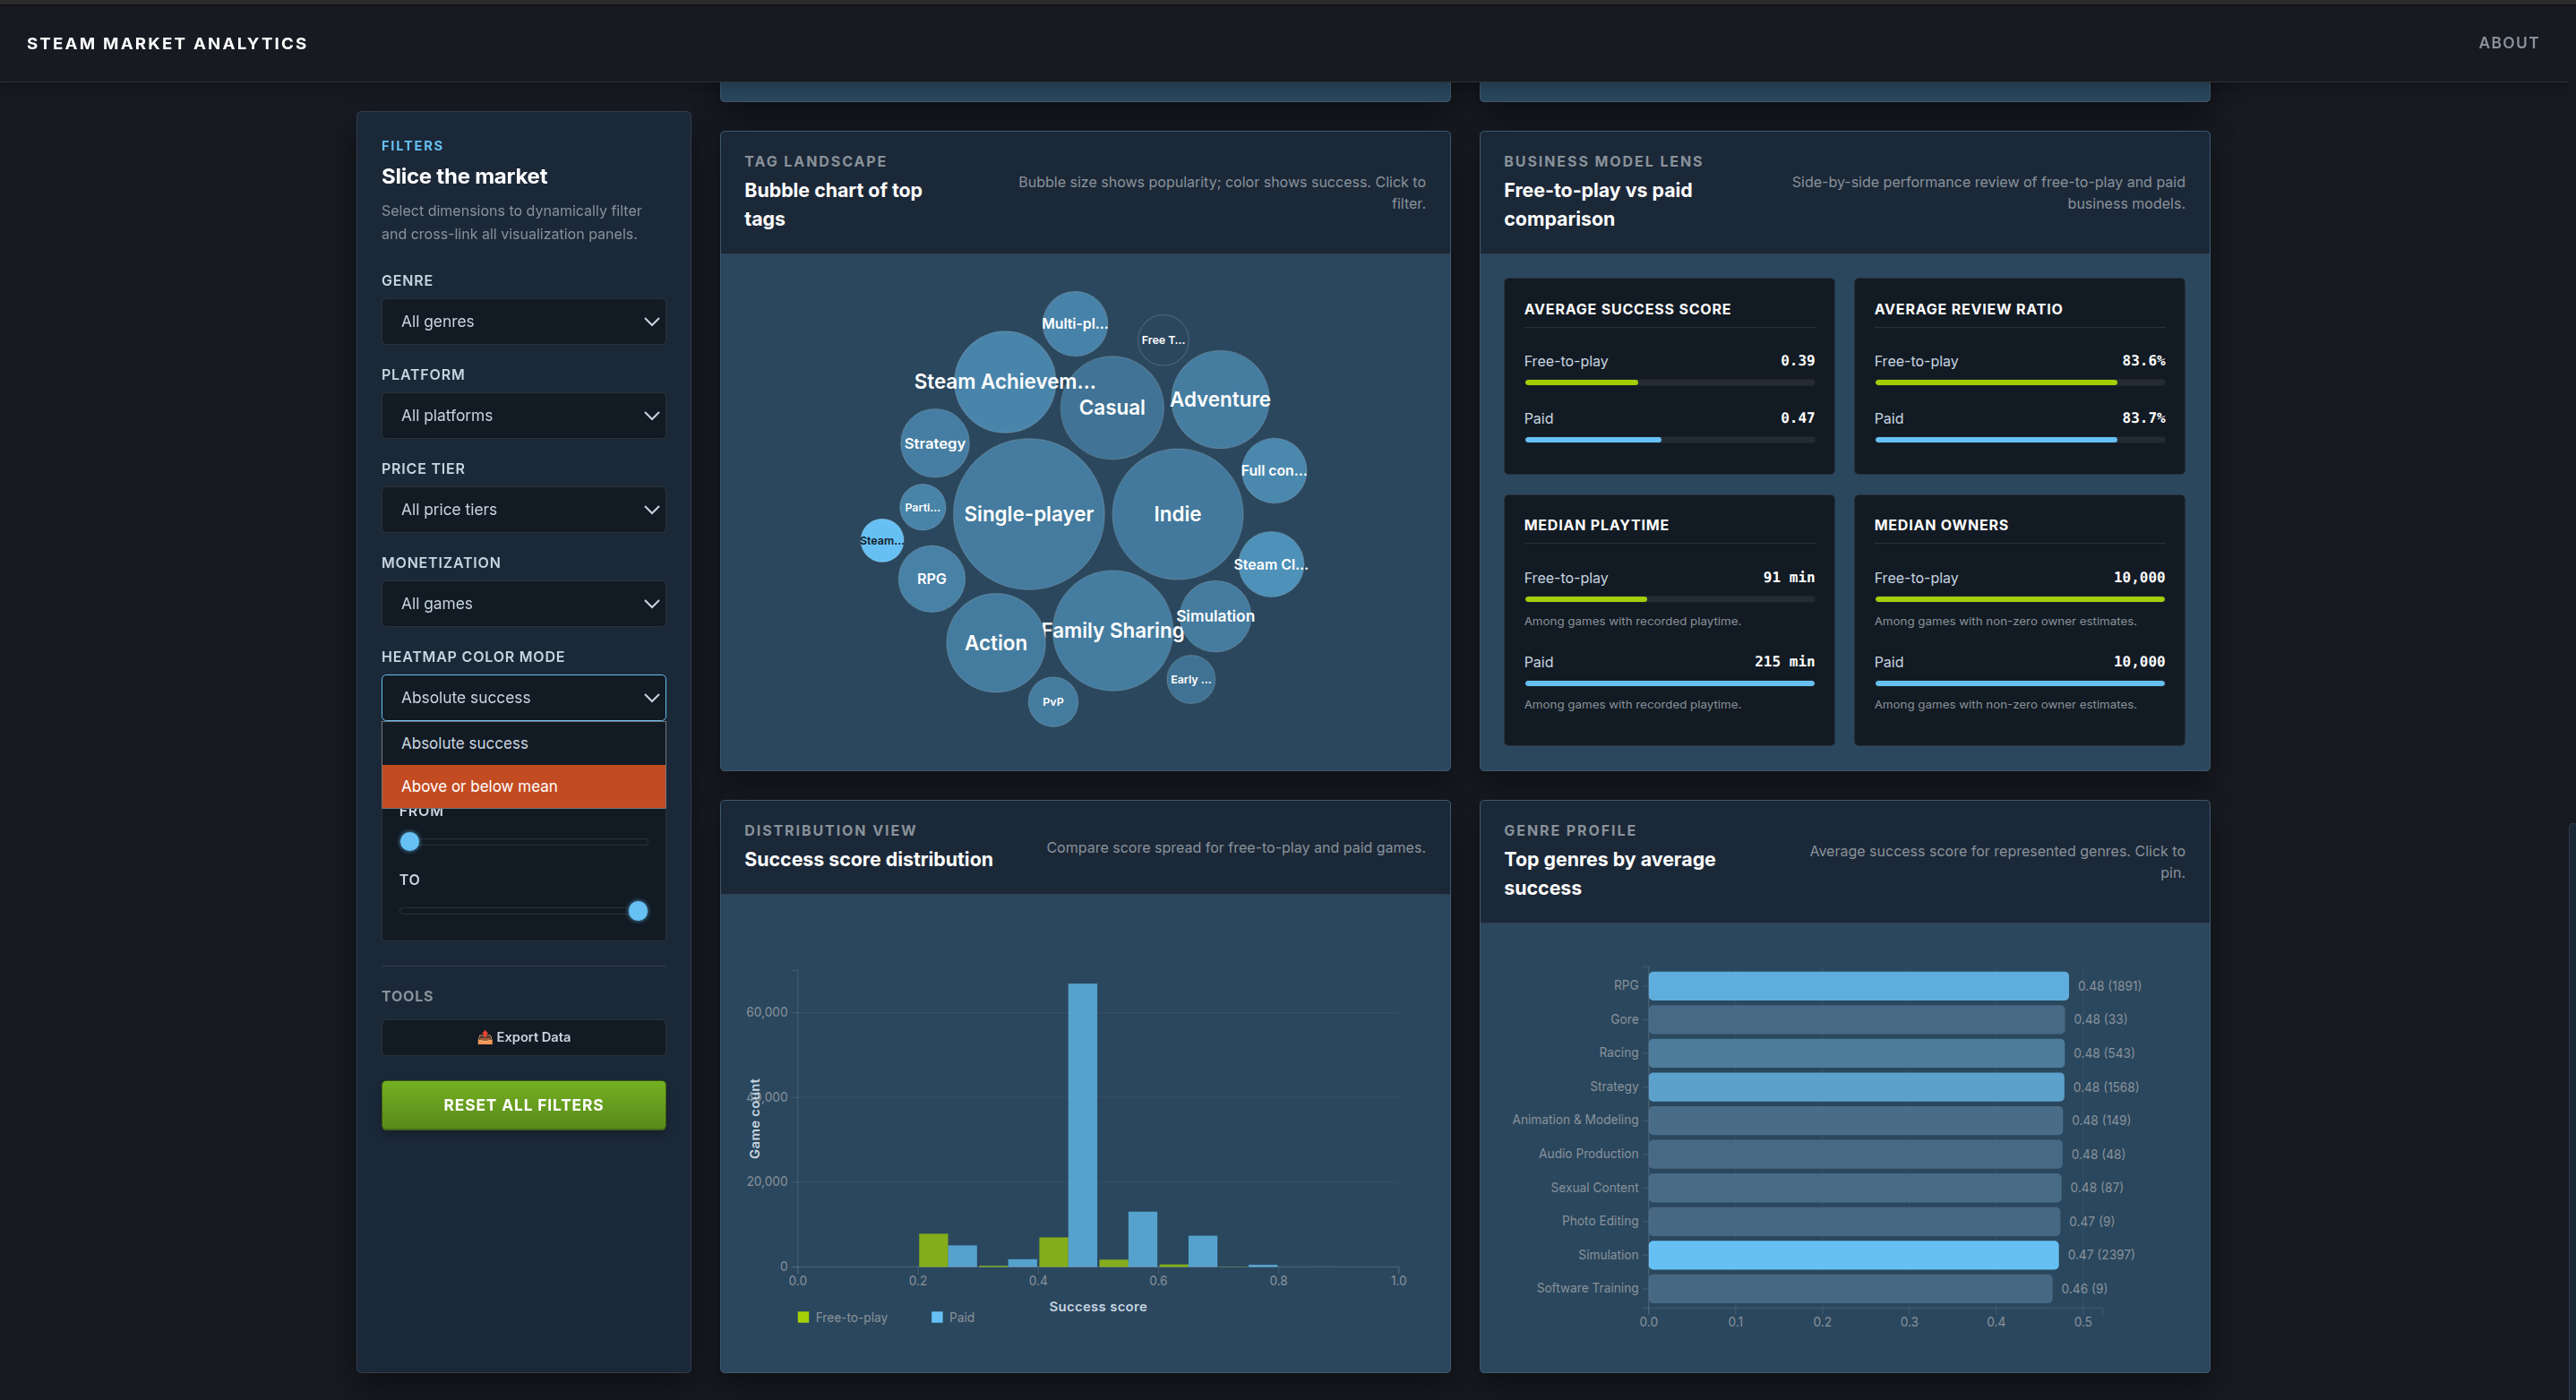 STEAM MARKET ANALYTICS
ABOUT
FILTERS
Slice the market
Select dimensions to dynamically filter
and cross-link all visualization panels.
GENRE
All genres
PLATFORM
All platforms
PRICE TIER
All price tiers
MONETIZATION
All games
HEATMAP COLOR MODE
Absolute success
Absolute success
Above or below mean
FROM
TO
TOOLS
📤 Export Data
RESET ALL FILTERS
TAG LANDSCAPE
Bubble chart of top
tags
Bubble size shows popularity; color shows success. Click to
filter.
Multi-pl...
Free T...
Steam Achievem...
Casual
Adventure
Strategy
Full con...
Parti...
Single-player
Indie
Steam...
Steam Cl...
RPG
Simulation
Action
Family Sharing
Early ...
PvP
BUSINESS MODEL LENS
Free-to-play vs paid
comparison
Side-by-side performance review of free-to-play and paid
business models.
AVERAGE SUCCESS SCORE
Free-to-play 0.39
Paid 0.47
AVERAGE REVIEW RATIO
Free-to-play 83.6%
Paid 83.7%
MEDIAN PLAYTIME
Free-to-play 91 min
Among games with recorded playtime.
Paid 215 min
Among games with recorded playtime.
MEDIAN OWNERS
Free-to-play 10,000
Among games with non-zero owner estimates.
Paid 10,000
Among games with non-zero owner estimates.
DISTRIBUTION VIEW
Success score distribution
Compare score spread for free-to-play and paid games.
Game count
60,000
40,000
20,000
0
0.0 0.2 0.4 0.6 0.8 1.0
Success score
Free-to-play Paid
GENRE PROFILE
Top genres by average
success
Average success score for represented genres. Click to
pin.
RPG 0.48 (1891)
Gore 0.48 (33)
Racing 0.48 (543)
Strategy 0.48 (1568)
Animation & Modeling 0.48 (149)
Audio Production 0.48 (48)
Sexual Content 0.48 (87)
Photo Editing 0.47 (9)
Simulation 0.47 (2397)
Software Training 0.46 (9)
0.0 0.1 0.2 0.3 0.4 0.5